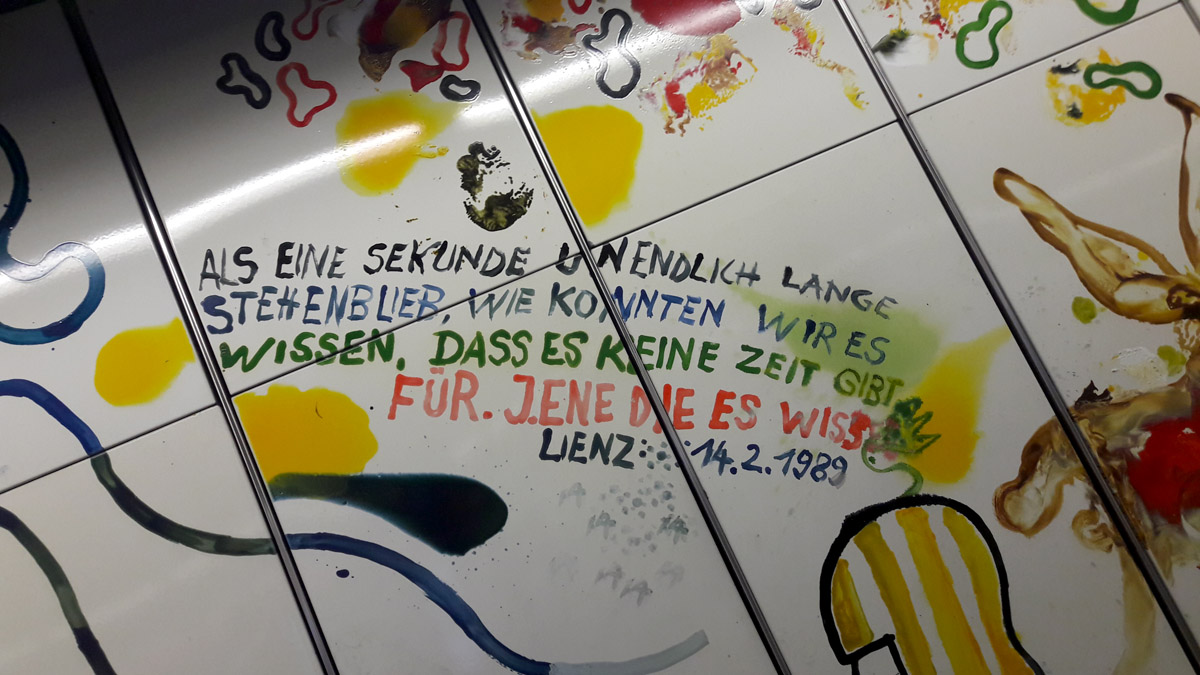 ALS EINE SEKUNDE UNENDLICH LANGE
STEHENBLIEB, WIE KONNTEN WIR ES
WISSEN, DASS ES KEINE ZEIT GIBT
FÜR. JENE DIE ES WISS
LIENZ 14.2.1989